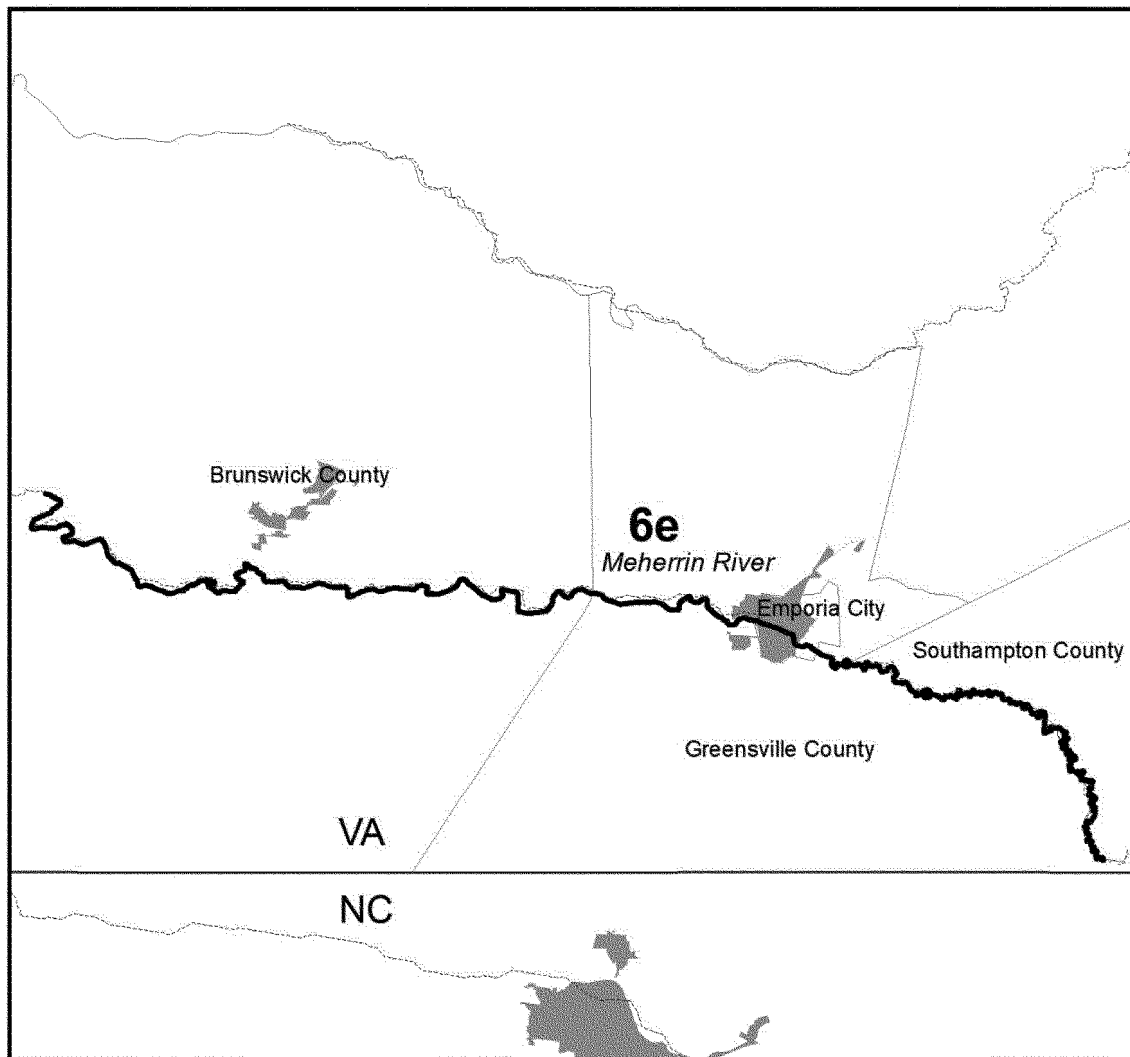 Brunswick County
6e
Meherrin River
Emporia City
Southampton County
Greensville County
VA
NC